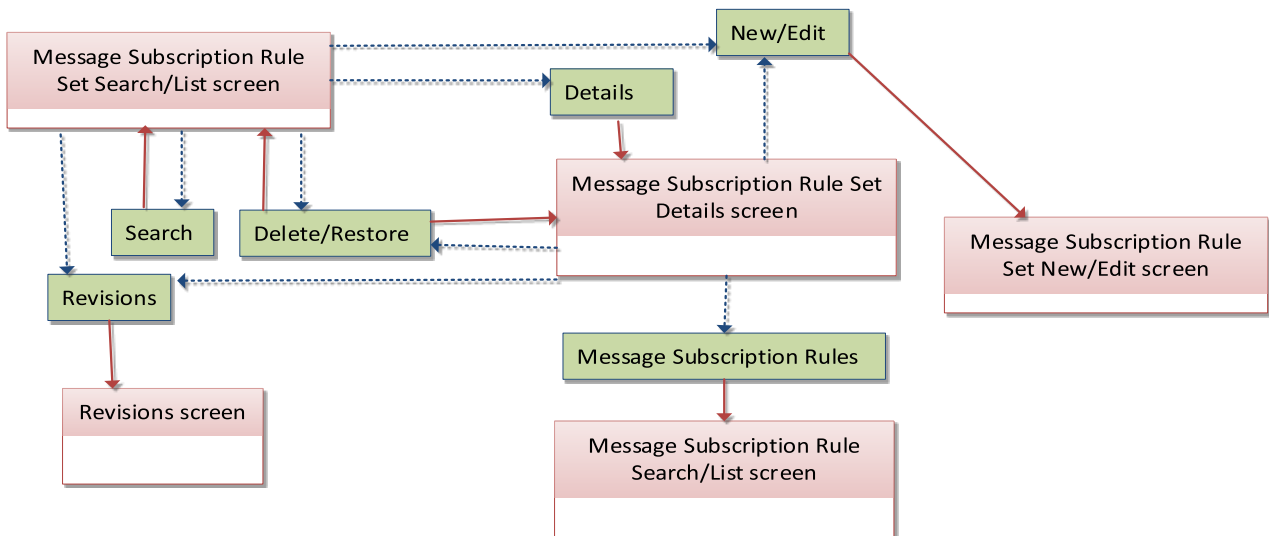 New/Edit
Message Subscription Rule
Set Search/List screen
Details
Message Subscription Rule Set
Details screen
Search
Delete/Restore
Message Subscription Rule
Set New/Edit screen
Revisions
Message Subscription Rules
Revisions screen
Message Subscription Rule
Search/List screen